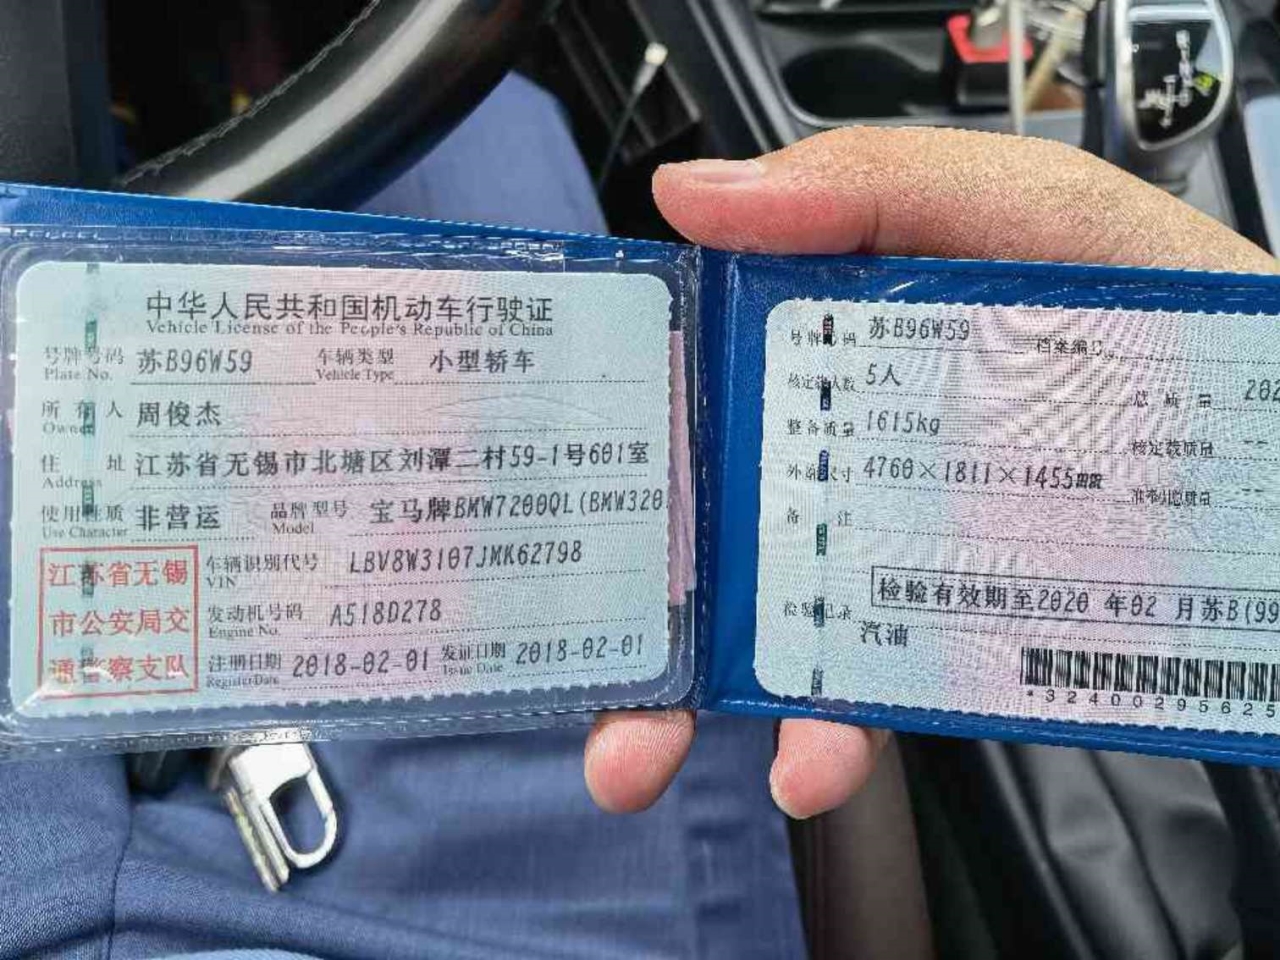 中华人民共和国机动车行驶证
Vehicle License of the People's Republic of China
号牌号码 苏B96W59 车辆类型 小型轿车
Plate No. Vehicle Type
所有人 周俊杰
Owner
住址 江苏省无锡市北塘区刘潭二村59-1号601室
Address
使用性质 非营运 品牌型号 宝马牌BMW7200QL(BMW320
Use Character Model
江苏省无锡
市公安局交
通警察支队
车辆识别代号 LBV8W3107JMK62798
VIN
发动机号码 A518D278
Engine No.
注册日期 2018-02-01 发证日期 2018-02-01
Register Date Issue Date
号牌号码 苏B96W59 档案编号
核定载人数 5人 总质量 202
整备质量 1615kg 核定载质量 --
外廓尺寸 4760×1811×1455mm 准牵引总质量 --
备注
检验有效期至2020 年02 月苏B(99
检验记录
汽油
*32400295625